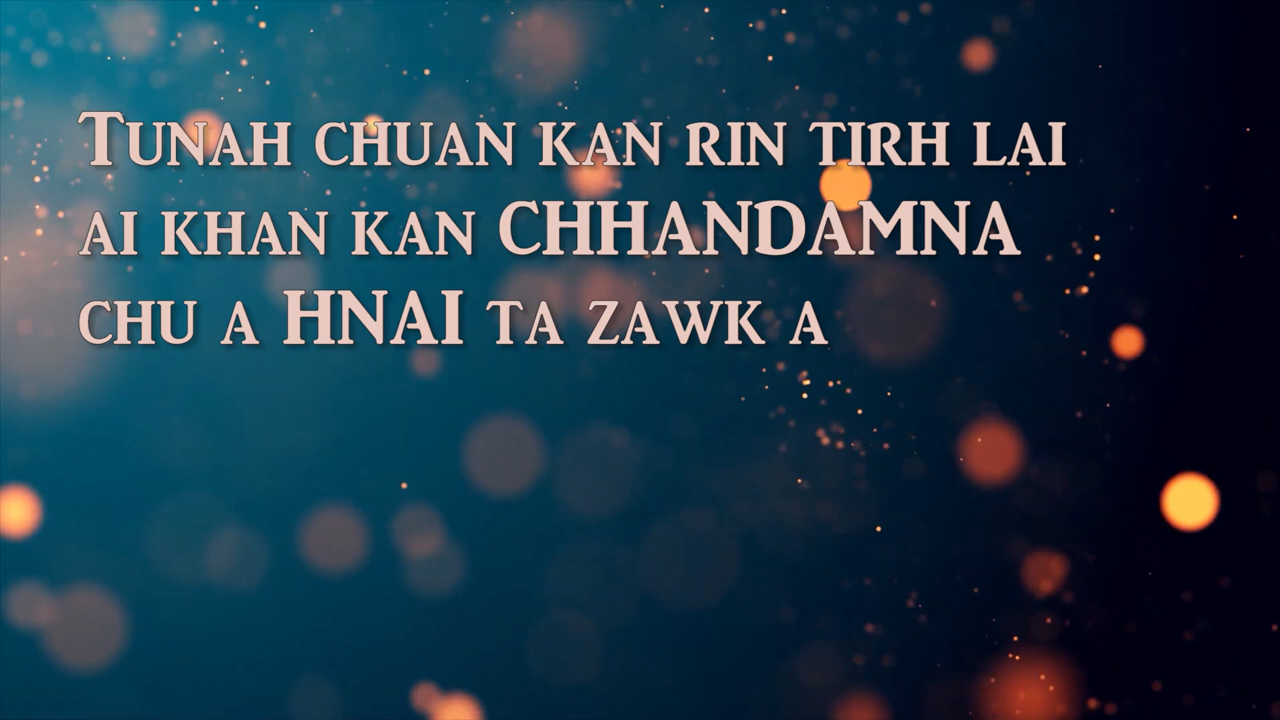 Tunah chuan kan rin tirh lai
ai khan kan CHHANDAMNA
chu a HNAI ta zawk a